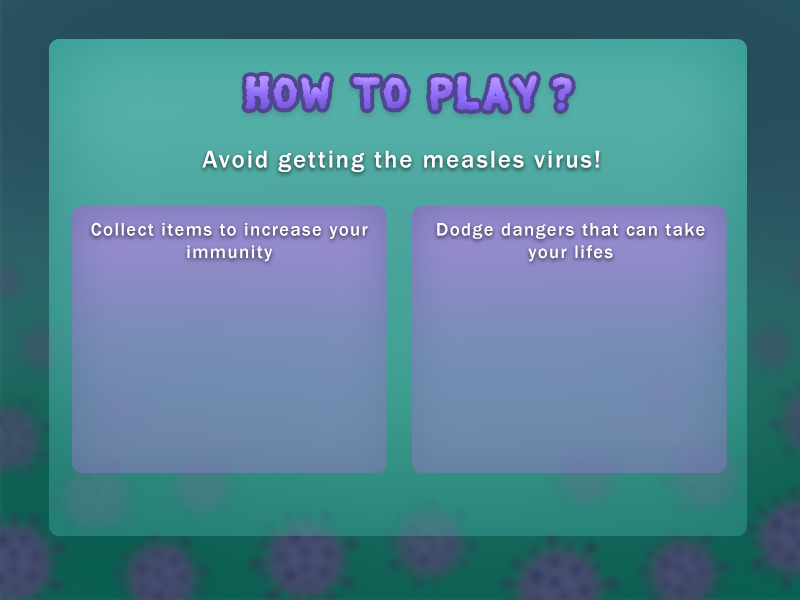 HOW TO PLAY ?
Avoid getting the measles virus!
Collect items to increase your
immunity
Dodge dangers that can take
your lifes